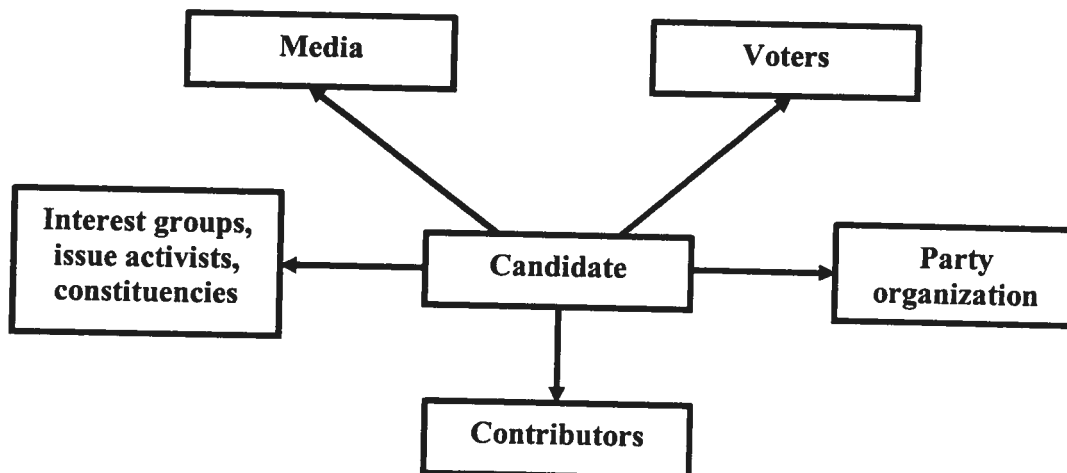 Media
Voters
Interest groups,
issue activists,
constituencies
Candidate
Party
organization
Contributors